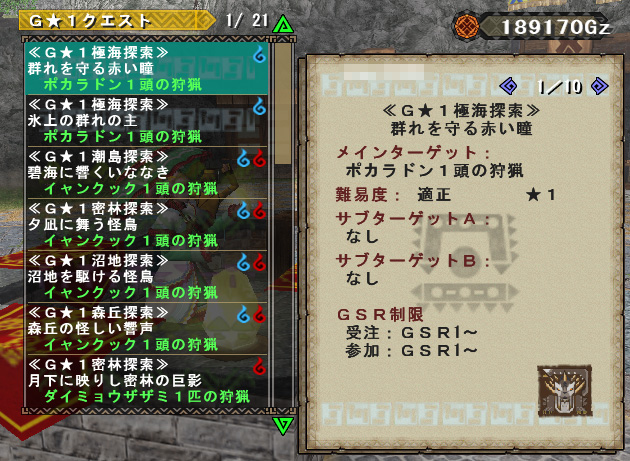 G★1クエスト
1/ 21
189170Gz
≪G★1極海探索≫
群れを守る赤い瞳
ポカラドン1頭の狩猟
≪G★1極海探索≫
氷上の群れの主
ポカラドン1頭の狩猟
≪G★1潮島探索≫
碧海に響くいななき
イャンクック1頭の狩猟
≪G★1密林探索≫
夕凪に舞う怪鳥
イャンクック1頭の狩猟
≪G★1沼地探索≫
沼地を駆ける怪鳥
イャンクック1頭の狩猟
≪G★1森丘探索≫
森丘の怪しい響声
イャンクック1頭の狩猟
≪G★1密林探索≫
月下に映りし密林の巨影
ダイミョウザザミ1匹の狩猟
1/10
≪G★1極海探索≫
群れを守る赤い瞳
メインターゲット：
ポカラドン1頭の狩猟
難易度： 適正 ★1
サブターゲットA：
なし
サブターゲットB：
なし
GSR制限
受注：GSR1～
参加：GSR1～